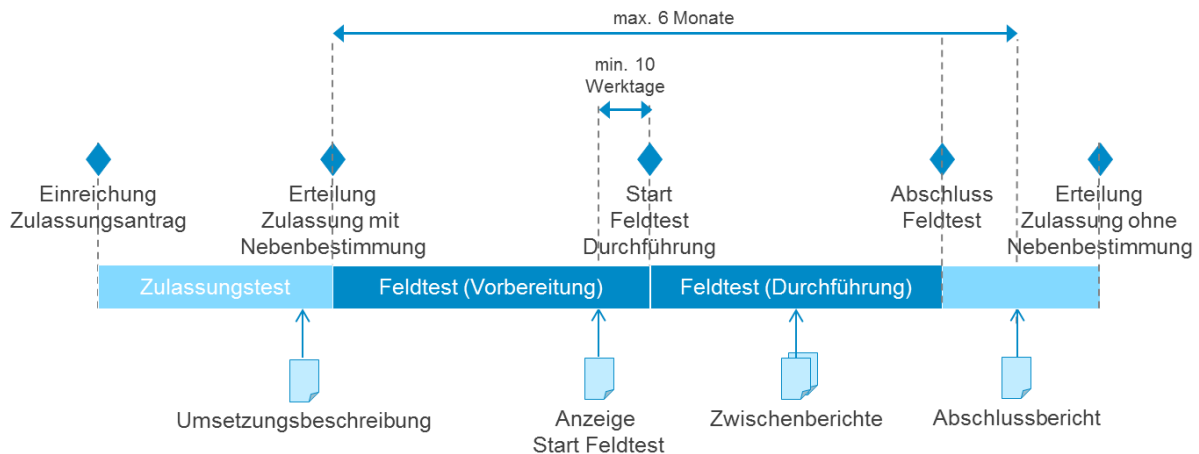 max. 6 Monate
min. 10
Werktage
Einreichung
Zulassungsantrag
Erteilung
Zulassung mit
Nebenbestimmung
Start
Feldtest
Durchführung
Abschluss
Feldtest
Erteilung
Zulassung ohne
Nebenbestimmung
Zulassungstest
Feldtest (Vorbereitung)
Feldtest (Durchführung)
Umsetzungsbeschreibung
Anzeige
Start Feldtest
Zwischenberichte
Abschlussbericht